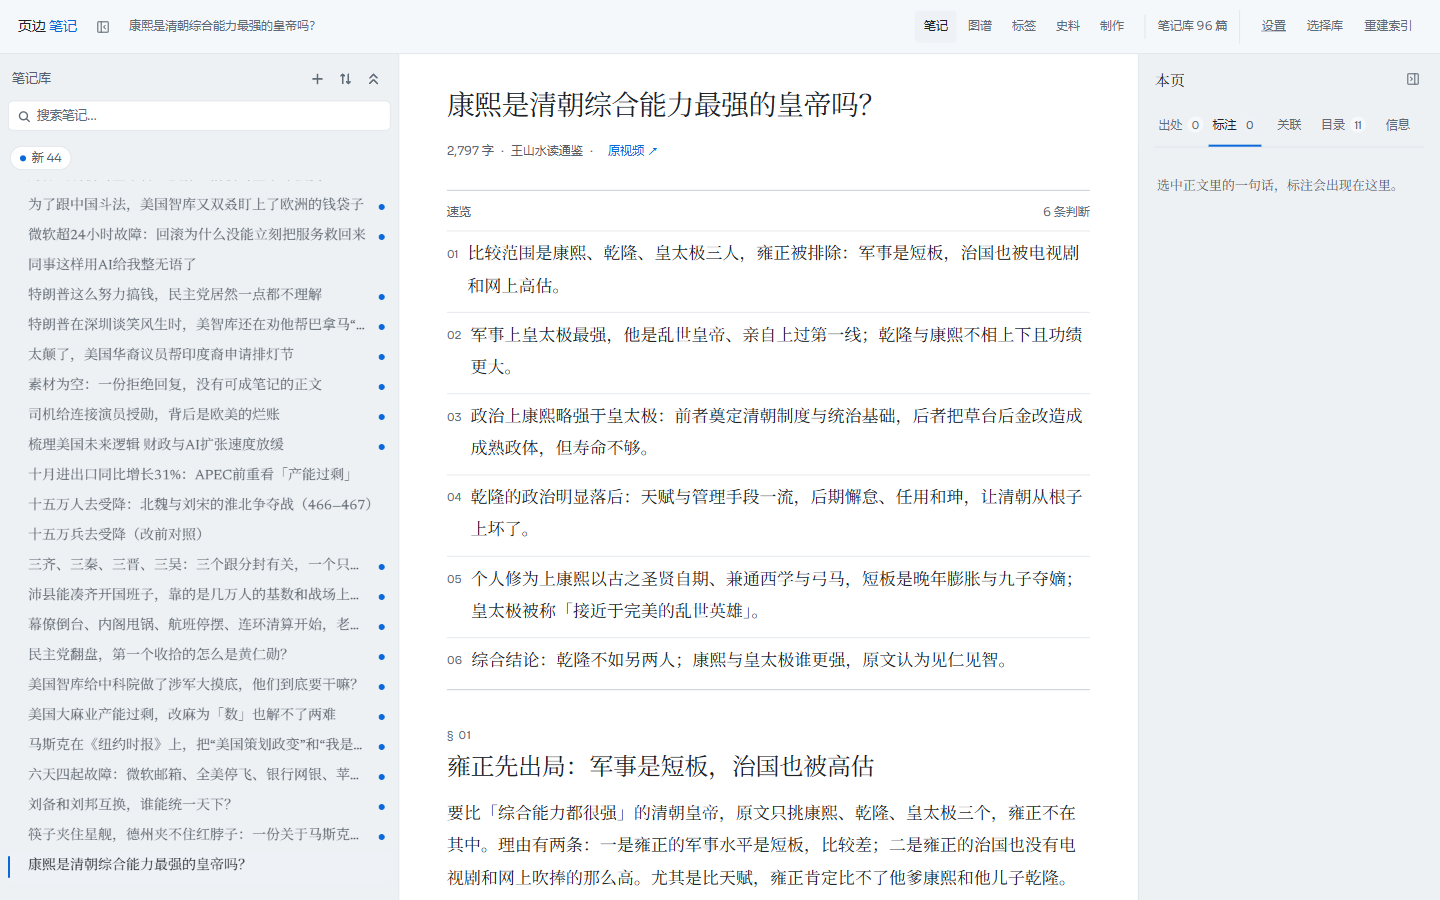 页边 笔记
康熙是清朝综合能力最强的皇帝吗?
笔记 图谱 标签 史料 制作 笔记库 96 篇 设置 选择库 重建索引
笔记库
搜索笔记...
新 44
为了跟中国斗法，美国智库又双叒盯上了欧洲的钱袋子
微软超24小时故障：回滚为什么没能立刻把服务救回来
同事这样用AI给我整无语了
特朗普这么努力搞钱，民主党居然一点都不理解
特朗普在深圳谈笑风生时，美智库还在劝他帮巴拿马“...
太颠了，美国华裔议员帮印度裔申请排灯节
素材为空：一份拒绝回复，没有可成笔记的正文
司机给连接演员授勋，背后是欧美的烂账
梳理美国未来逻辑 财政与AI扩张速度放缓
十月进出口同比增长31%：APEC前重看「产能过剩」
十五万人去受降：北魏与刘宋的淮北争夺战（466–467）
十五万兵去受降（改前对照）
三齐、三秦、三晋、三吴：三个跟分封有关，一个只...
沛县能凑齐开国班子，靠的是几万人的基数和战场上...
幕僚倒台、内阁甩锅、航班停摆、连环清算开始，老...
民主党翻盘，第一个收拾的怎么是黄仁勋?
美国智库给中科院做了涉军大摸底，他们到底要干嘛?
美国大麻业产能过剩，改麻为「数」也解不了两难
马斯克在《纽约时报》上，把“美国策划政变”和“我是...
六天四起故障：微软邮箱、全美停飞、银行网银、苹...
刘备和刘邦互换，谁能统一天下?
筷子夹住星舰，德州夹不住红脖子：一份关于马斯克...
康熙是清朝综合能力最强的皇帝吗?
康熙是清朝综合能力最强的皇帝吗?
2,797 字 · 王山水读通鉴 · 原视频 ↗
速览 6 条判断
01 比较范围是康熙、乾隆、皇太极三人，雍正被排除：军事是短板，治国也被电视剧
和网上高估。
02 军事上皇太极最强，他是乱世皇帝、亲自上过第一线；乾隆与康熙不相上下且功绩
更大。
03 政治上康熙略强于皇太极：前者奠定清朝制度与统治基础，后者把草台后金改造成
成熟政体，但寿命不够。
04 乾隆的政治明显落后：天赋与管理手段一流，后期懈怠、任用和珅，让清朝从根子
上坏了。
05 个人修为上康熙以古之圣贤自期、兼通西学与弓马，短板是晚年膨胀与九子夺嫡；
皇太极被称「接近于完美的乱世英雄」。
06 综合结论：乾隆不如另两人；康熙与皇太极谁更强，原文认为见仁见智。
§ 01
雍正先出局：军事是短板，治国也被高估
要比「综合能力都很强」的清朝皇帝，原文只挑康熙、乾隆、皇太极三个，雍正不在
其中。理由有两条：一是雍正的军事水平是短板，比较差；二是雍正的治国也没有电
视剧和网上吹捧的那么高。尤其是比天赋，雍正肯定比不了他爹康熙和他儿子乾隆。
本页
出处 0 标注 0 关联 目录 11 信息
选中正文里的一句话，标注会出现在这里。